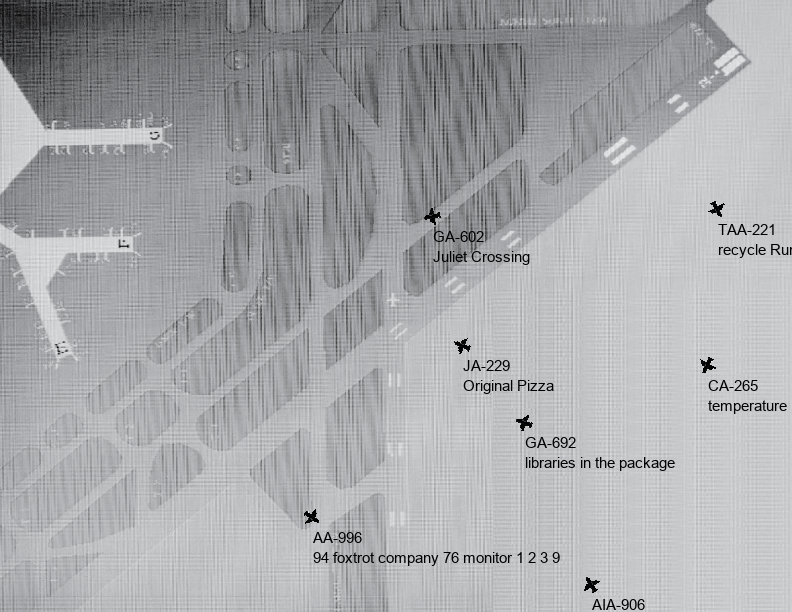 GA-602
Juliet Crossing
TAA-221
recycle Run
JA-229
Original Pizza
CA-265
temperature
GA-692
libraries in the package
AA-996
94 foxtrot company 76 monitor 1 2 3 9
AIA-906